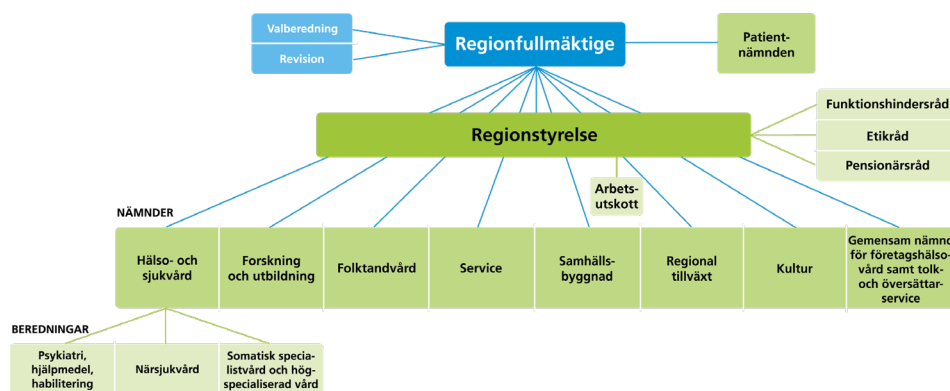 Valberedning
Revision
Regionfullmäktige
Patient-
nämnden
Regionstyrelse
Funktionshindersråd
Etikråd
Pensionärsråd
Arbets-
utskott
NÄMNDER
Hälso- och
sjukvård
Forskning
och utbildning
Folktandvård
Service
Samhälls-
byggnad
Regional
tillväxt
Kultur
Gemensam nämnd
för företagshälso-
vård samt tolk-
och översättar-
service
BEREDNINGAR
Psykiatri,
hjälpmedel,
habilitering
Närsjukvård
Somatisk specia-
listvård och hög-
specialiserad vård